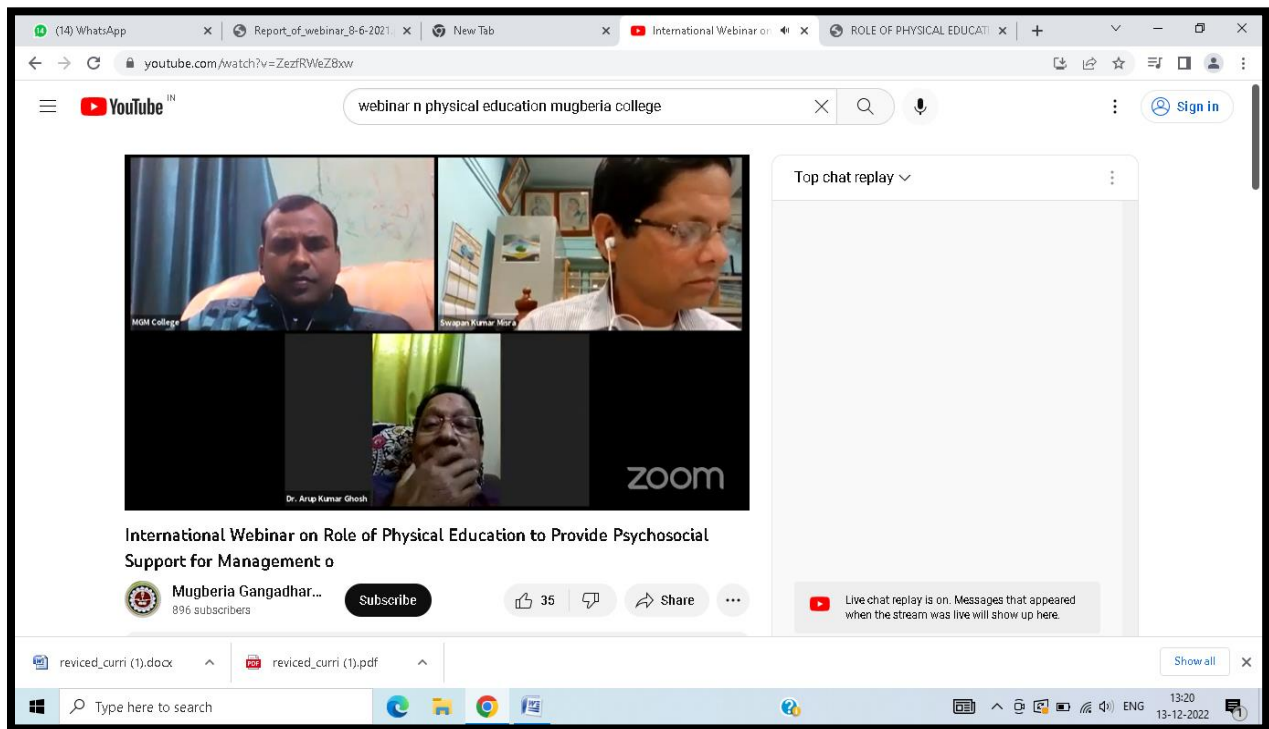 (14) WhatsApp
Report_of_webinar_8-6-2021.
New Tab
International Webinar on
ROLE OF PHYSICAL EDUCATI
youtube.com/watch?v=ZezfRWeZ8xw
YouTube IN
webinar n physical education mugberia college
Sign in
MGM College
Swapan Kumar Misra
Dr. Arup Kumar Ghosh
zoom
Top chat replay
International Webinar on Role of Physical Education to Provide Psychosocial
Support for Management o
Mugberia Gangadhar...
896 subscribers
Subscribe
35
Share
Live chat replay is on. Messages that appeared
when the stream was live will show up here.
reviced_curri (1).docx
PDF
reviced_curri (1).pdf
Show all
Type here to search
ENG
13:20
13-12-2022
1